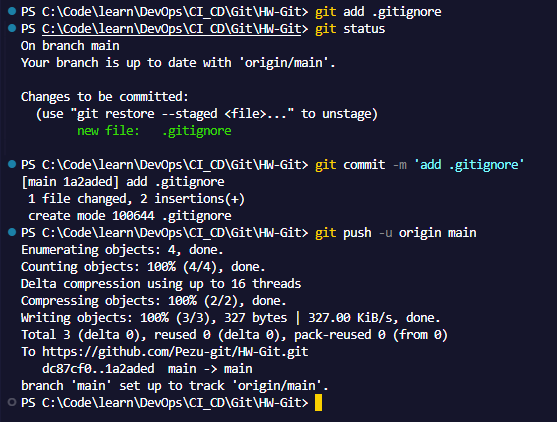 PS C:\Code\learn\DevOps\CI_CD\Git\HW-Git> git add .gitignore
PS C:\Code\learn\DevOps\CI_CD\Git\HW-Git> git status
On branch main
Your branch is up to date with 'origin/main'.

Changes to be committed:
  (use "git restore --staged <file>..." to unstage)
        new file:   .gitignore

PS C:\Code\learn\DevOps\CI_CD\Git\HW-Git> git commit -m 'add .gitignore'
[main 1a2aded] add .gitignore
 1 file changed, 2 insertions(+)
 create mode 100644 .gitignore
PS C:\Code\learn\DevOps\CI_CD\Git\HW-Git> git push -u origin main
Enumerating objects: 4, done.
Counting objects: 100% (4/4), done.
Delta compression using up to 16 threads
Compressing objects: 100% (2/2), done.
Writing objects: 100% (3/3), 327 bytes | 327.00 KiB/s, done.
Total 3 (delta 0), reused 0 (delta 0), pack-reused 0 (from 0)
To https://github.com/Pezu-git/HW-Git.git
   dc87cf0..1a2aded  main -> main
branch 'main' set up to track 'origin/main'.
PS C:\Code\learn\DevOps\CI_CD\Git\HW-Git>